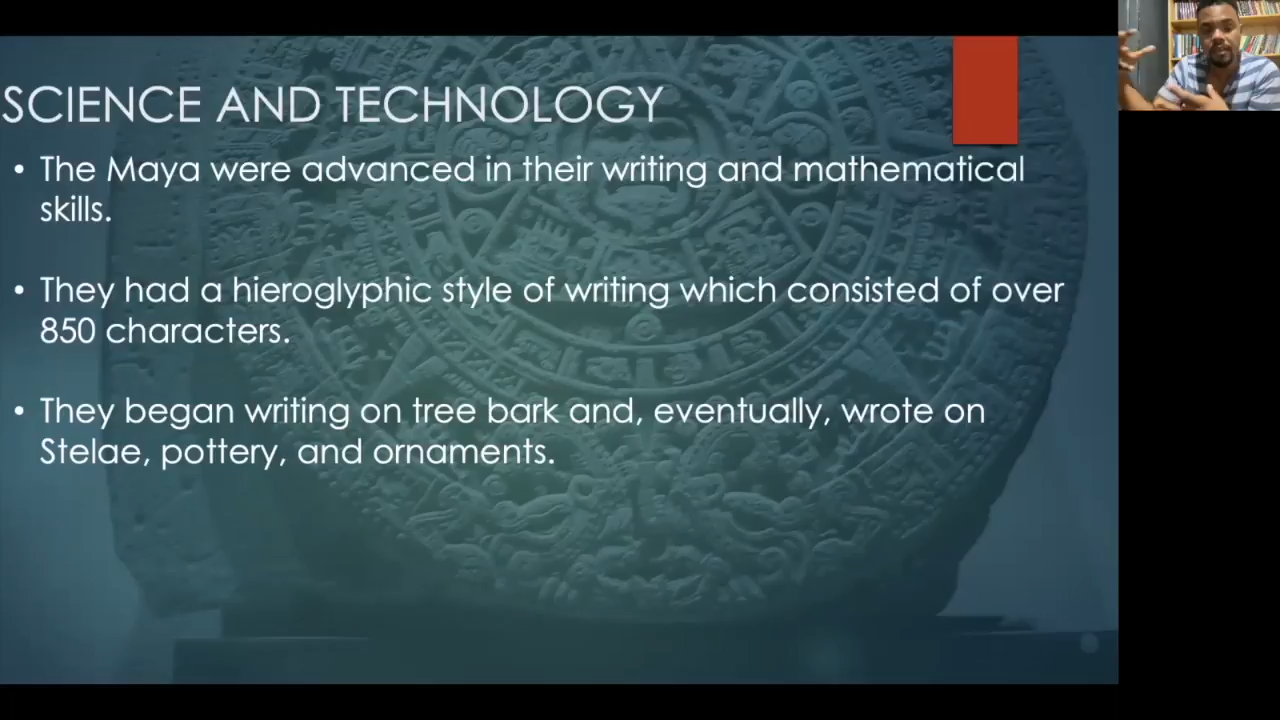 SCIENCE AND TECHNOLOGY
• The Maya were advanced in their writing and mathematical
skills.
• They had a hieroglyphic style of writing which consisted of over
850 characters.
• They began writing on tree bark and, eventually, wrote on
Stelae, pottery, and ornaments.